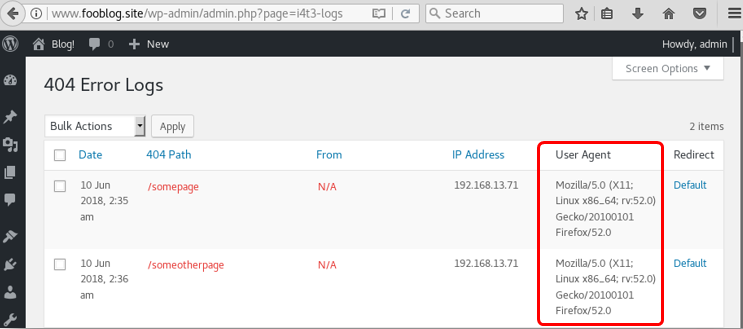 www.fooblog.site/wp-admin/admin.php?page=i4t3-logs
Search
Blog! 0 New Howdy, admin
Screen Options
404 Error Logs
Bulk Actions Apply 2 items
Date 404 Path From IP Address User Agent Redirect
10 Jun /somepage N/A 192.168.13.71 Mozilla/5.0 (X11; Default
2018, 2:35 Linux x86_64; rv:52.0)
am Gecko/20100101
Firefox/52.0
10 Jun /someotherpage N/A 192.168.13.71 Mozilla/5.0 (X11; Default
2018, 2:36 Linux x86_64; rv:52.0)
am Gecko/20100101
Firefox/52.0